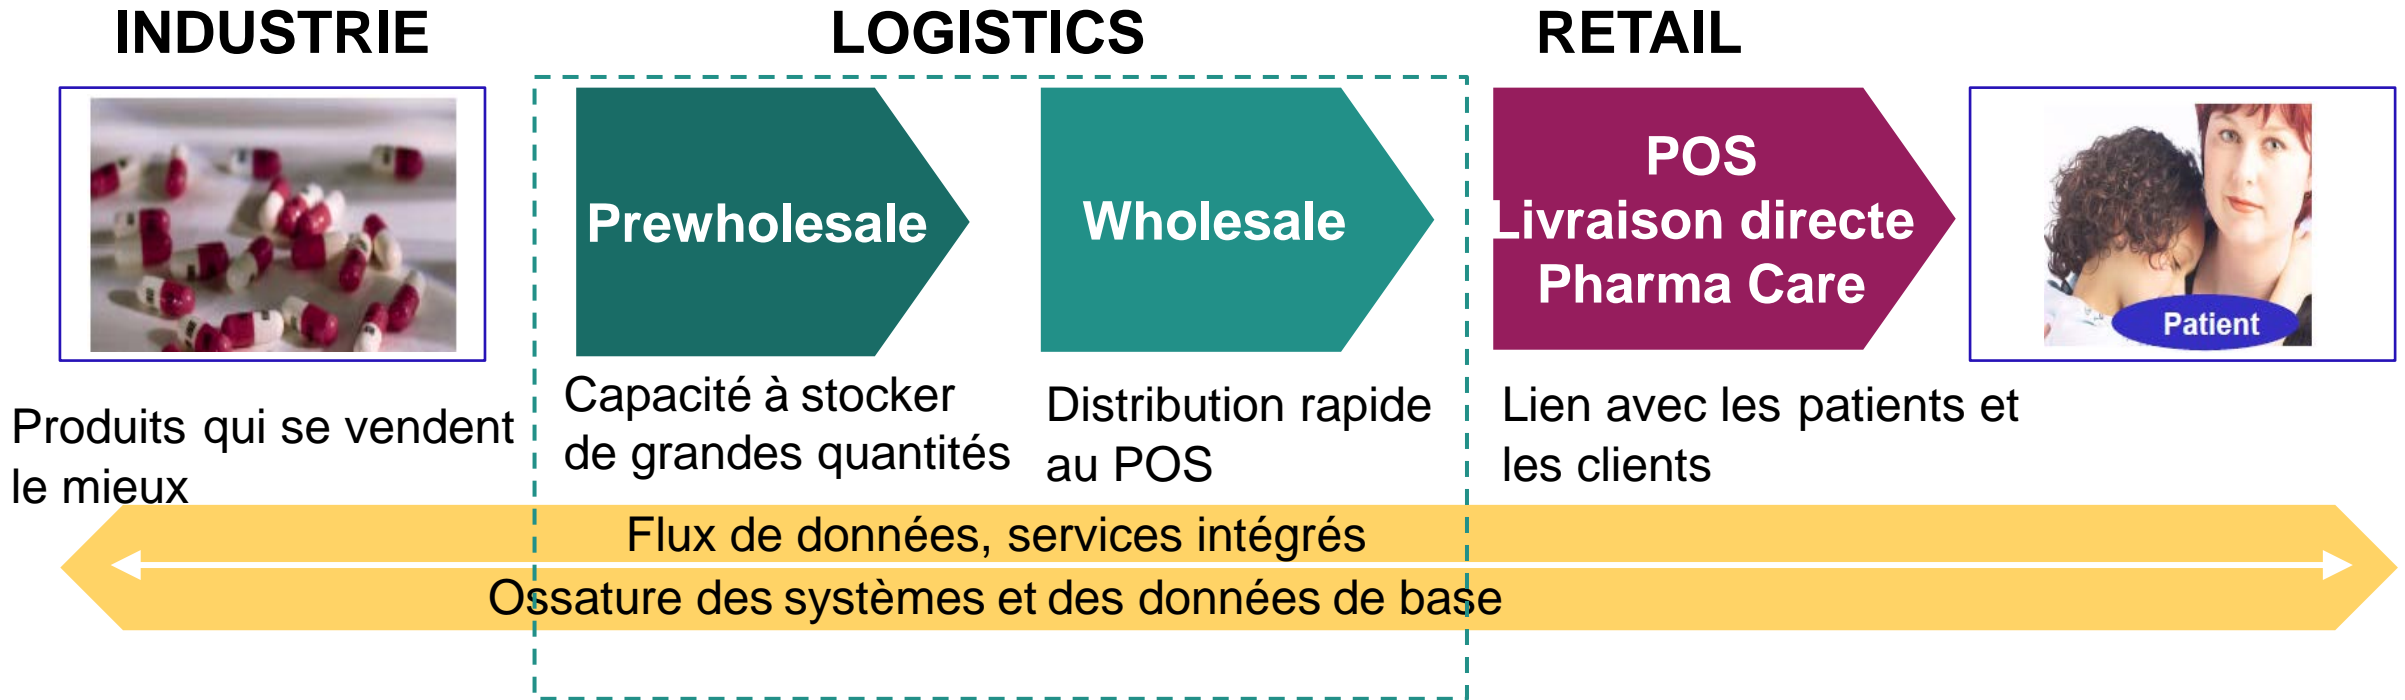 INDUSTRIE
LOGISTICS
RETAIL
Prewholesale
Wholesale
POS
Livraison directe
Pharma Care
Patient
Produits qui se vendent
le mieux
Capacité à stocker
de grandes quantités
Distribution rapide
au POS
Lien avec les patients et
les clients
Flux de données, services intégrés
Ossature des systèmes et des données de base